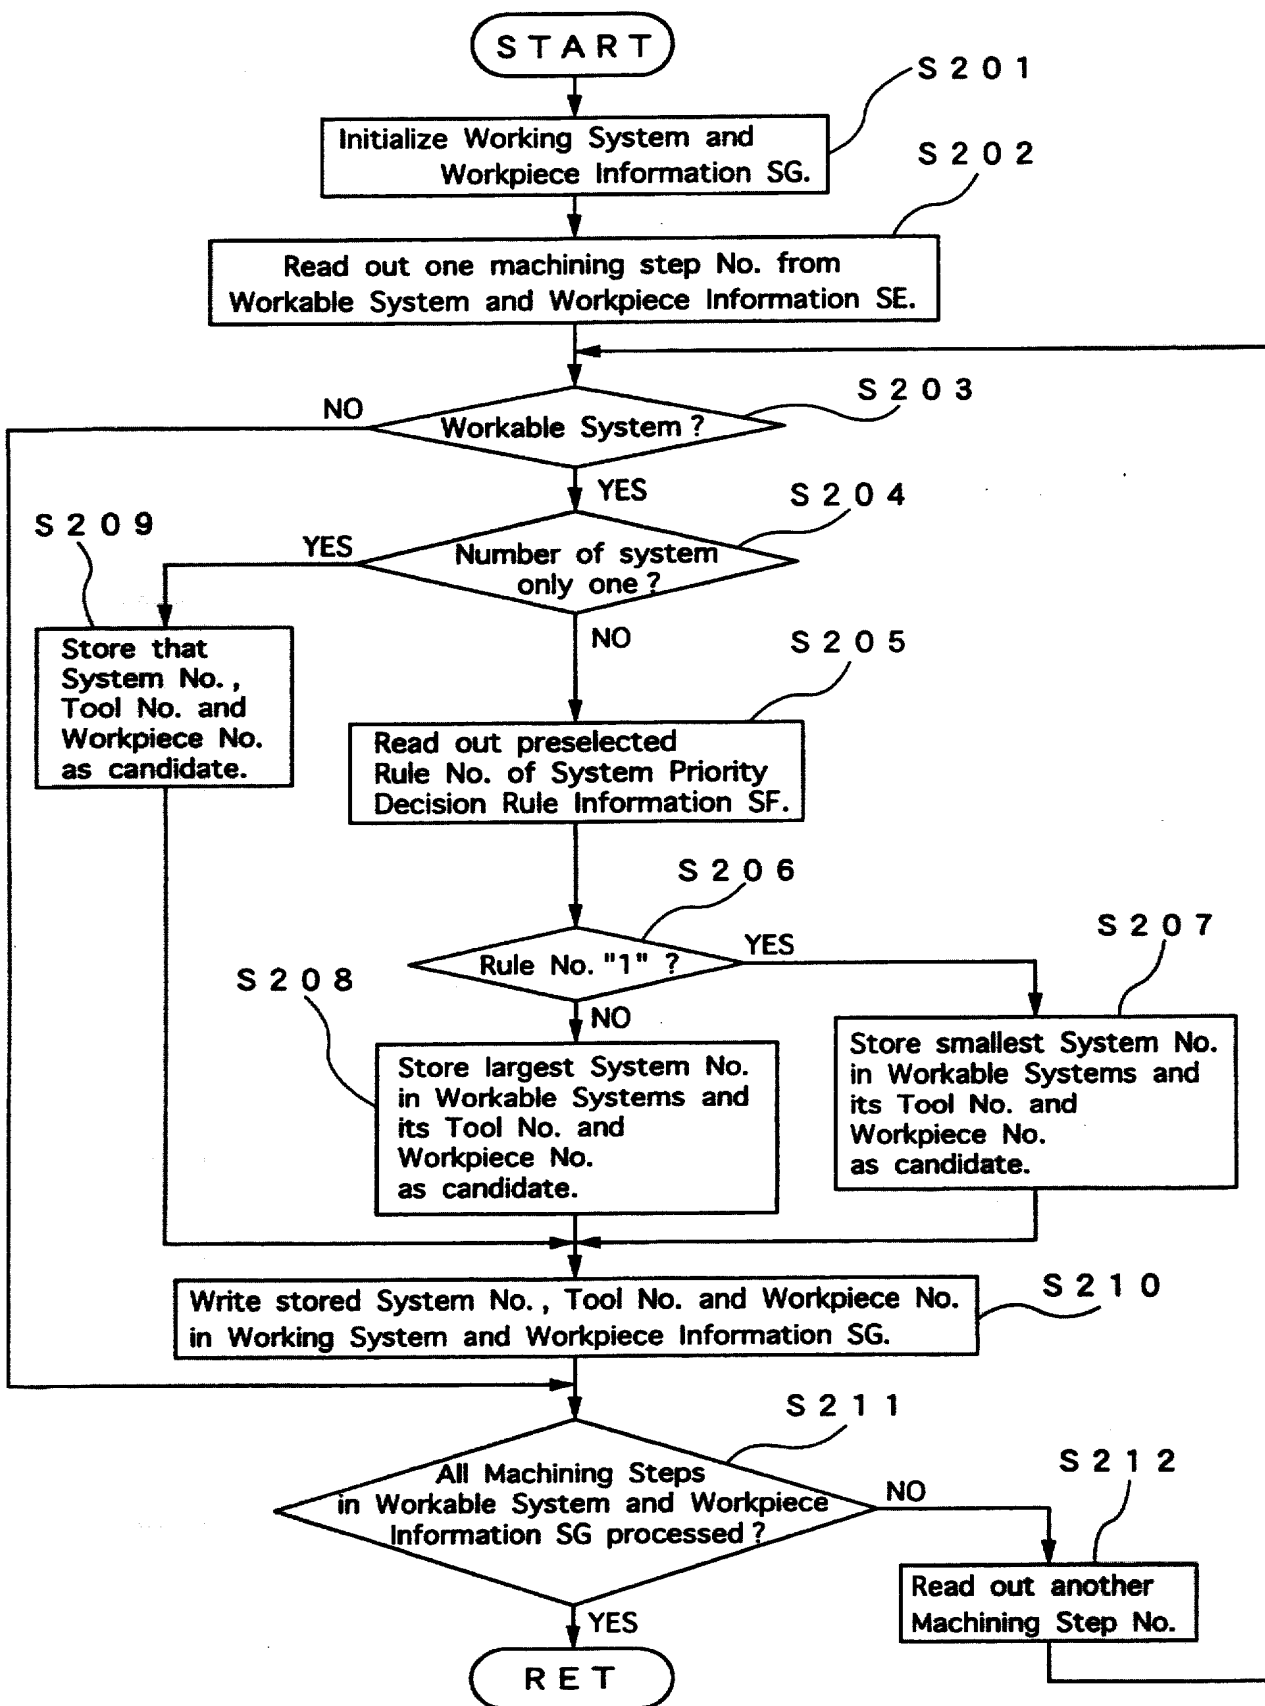 START
S201
Initialize Working System and
Workpiece Information SG.
S202
Read out one machining step No. from
Workable System and Workpiece Information SE.
S203
NO
Workable System?
YES
S204
S209
YES
Number of system
only one?
NO
S205
Store that
System No.,
Tool No. and
Workpiece No.
as candidate.
Read out preselected
Rule No. of System Priority
Decision Rule Information SF.
S206
S207
Rule No. "1" ?
YES
S208
NO
Store largest System No.
in Workable Systems and
its Tool No. and
Workpiece No.
as candidate.
Store smallest System No.
in Workable Systems and
its Tool No. and
Workpiece No.
as candidate.
S210
Write stored System No., Tool No. and Workpiece No.
in Working System and Workpiece Information SG.
S211
All Machining Steps
in Workable System and Workpiece
Information SG processed?
NO
S212
Read out another
Machining Step No.
YES
RET